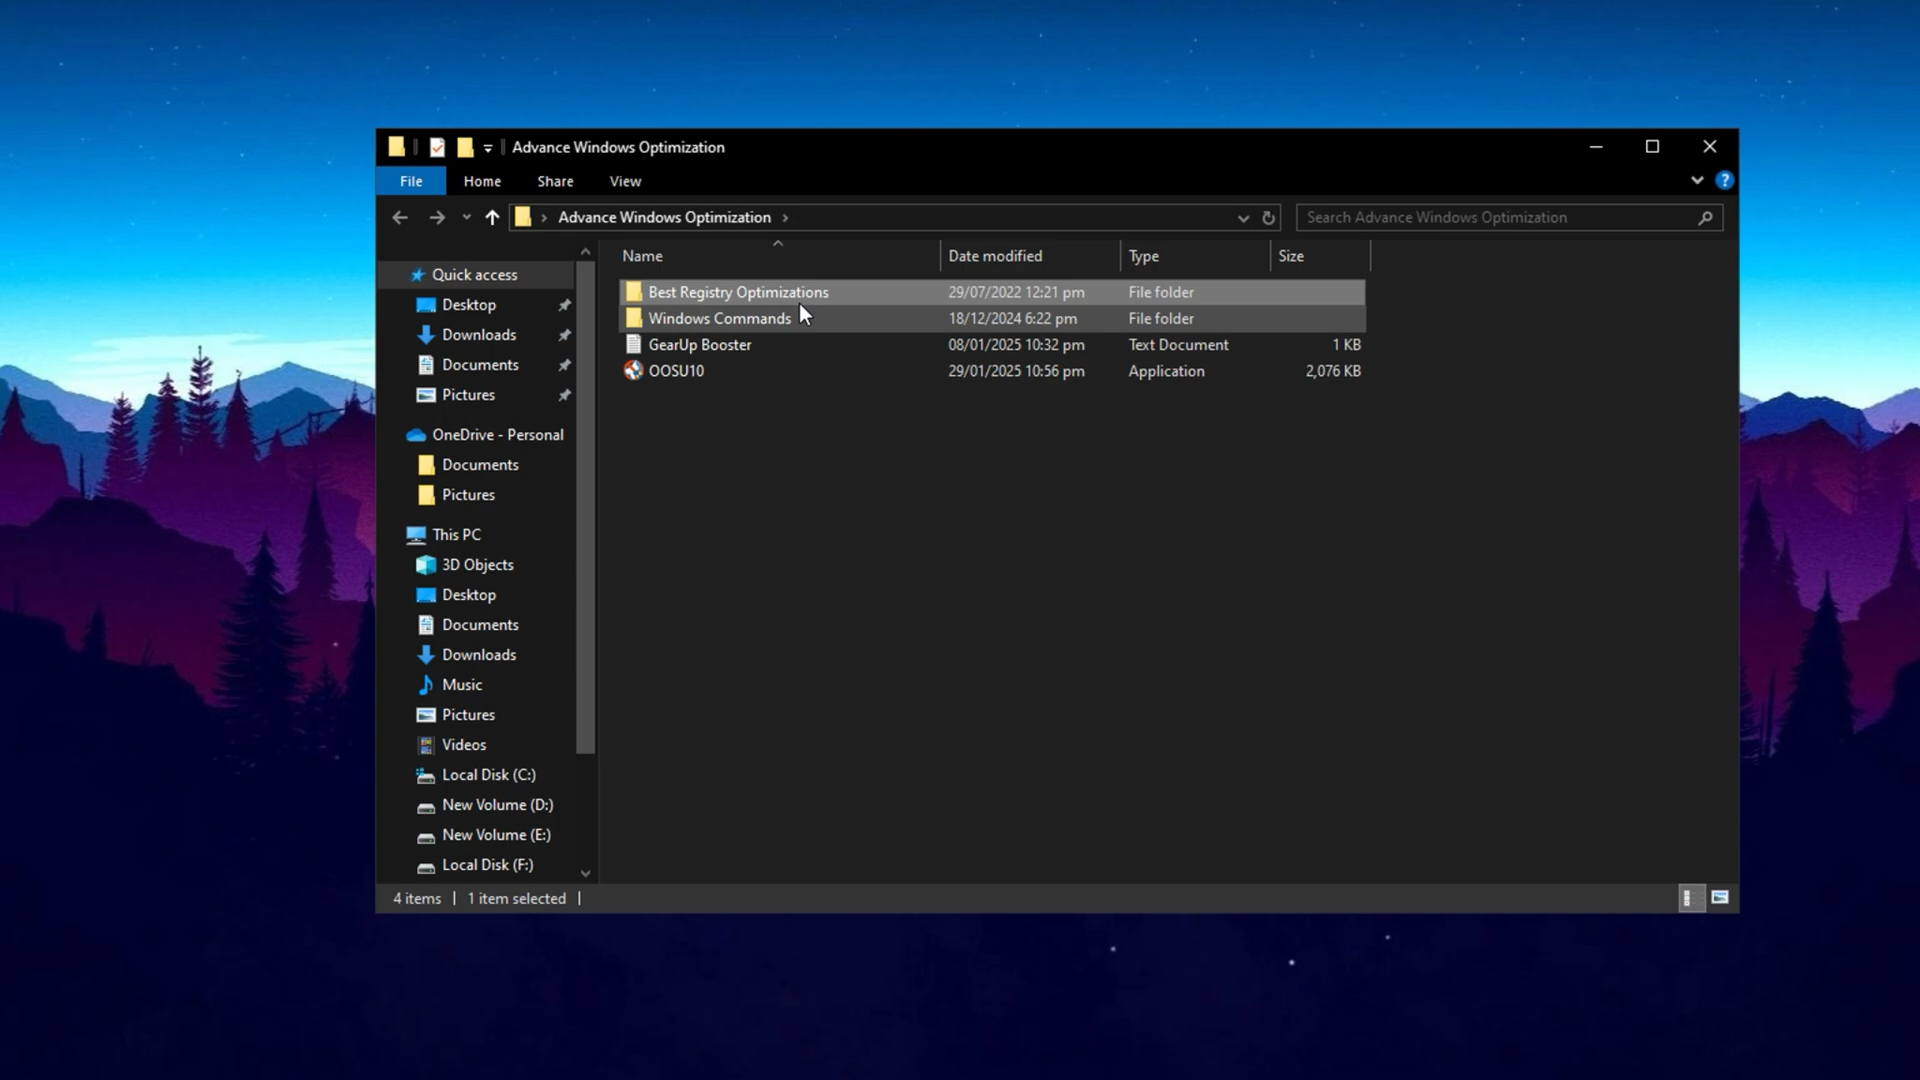 Advance Windows Optimization
File Home Share View ?
Advance Windows Optimization
Search Advance Windows Optimization
Name Date modified Type Size
Quick access
Desktop
Downloads
Documents
Pictures
OneDrive - Personal
Documents
Pictures
This PC
3D Objects
Desktop
Documents
Downloads
Music
Pictures
Videos
Local Disk (C:)
New Volume (D:)
New Volume (E:)
Local Disk (F:)
Best Registry Optimizations 29/07/2022 12:21 pm File folder
Windows Commands 18/12/2024 6:22 pm File folder
GearUp Booster 08/01/2025 10:32 pm Text Document 1 KB
OOSU10 29/01/2025 10:56 pm Application 2,076 KB
4 items 1 item selected